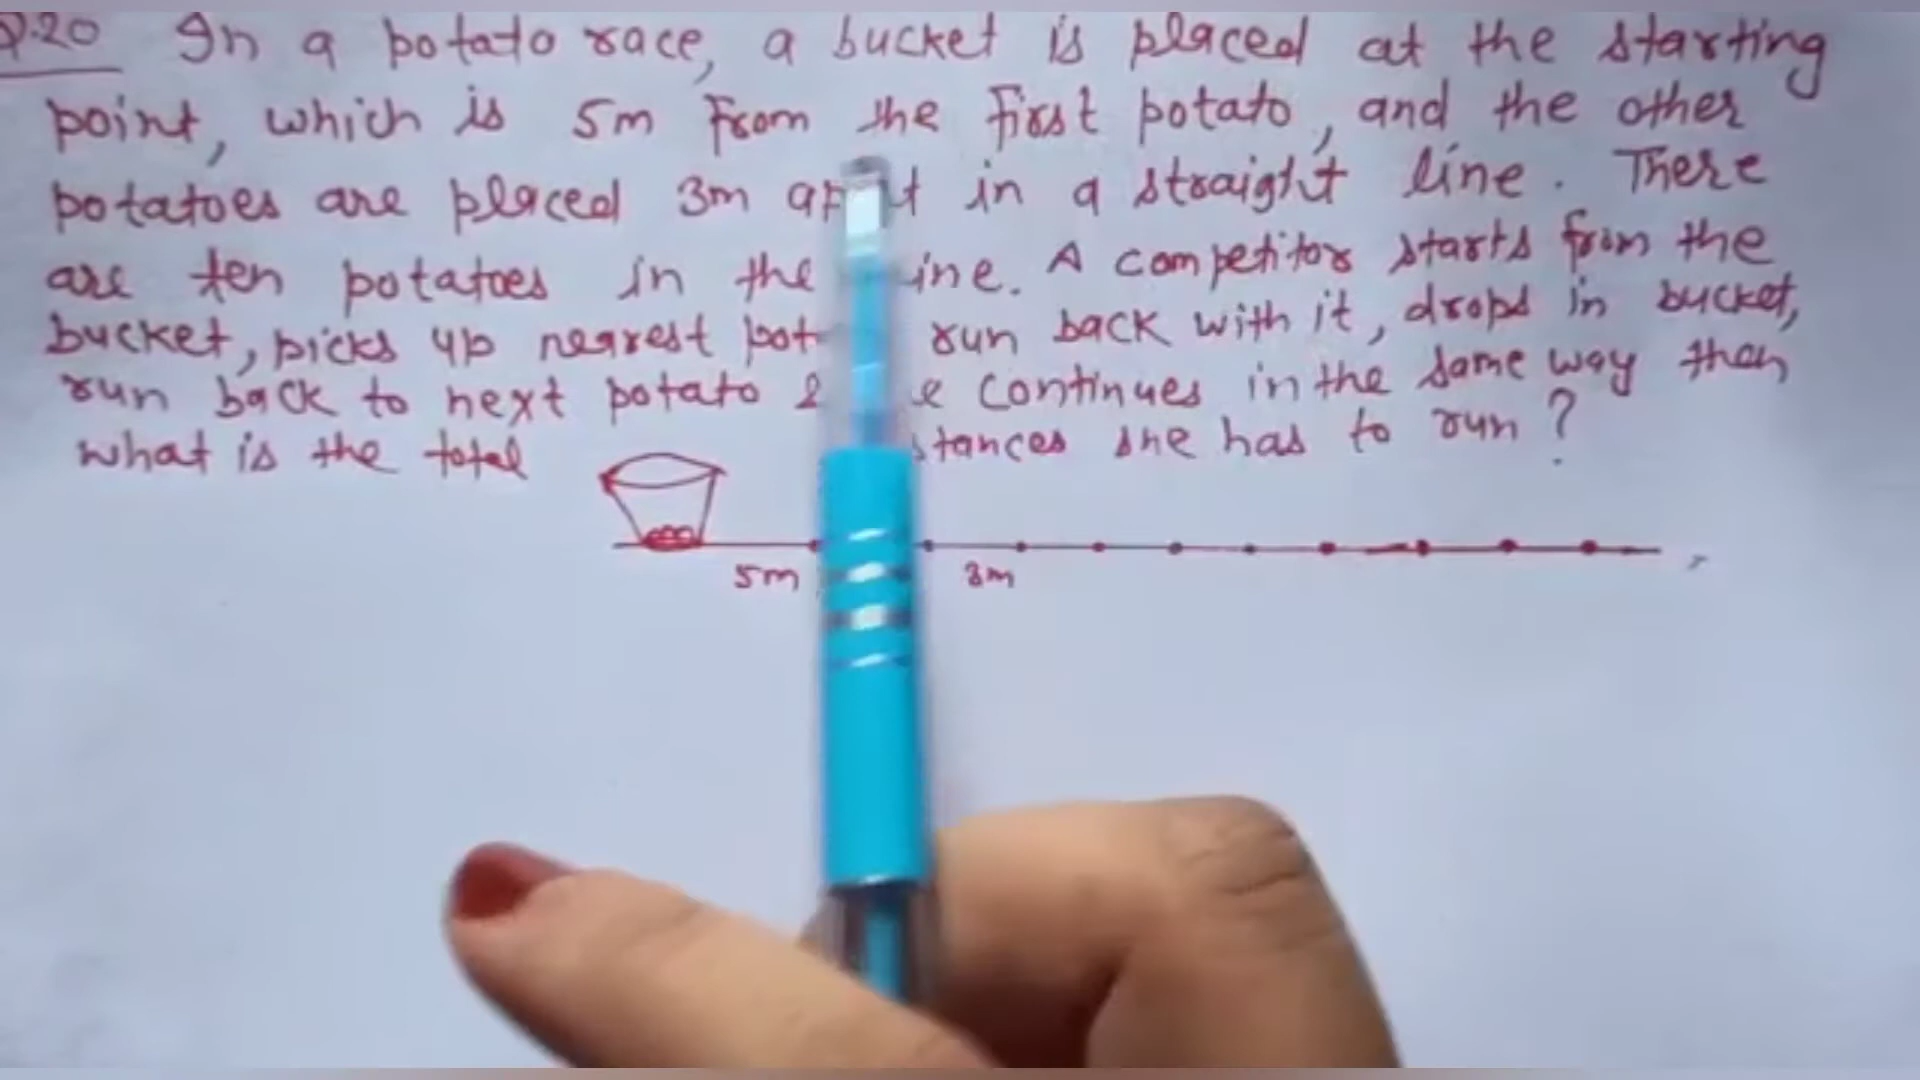 Q.20 In a potato race, a bucket is placed at the starting
point, which is 5m from the first potato, and the other
potatoes are placed 3m in a straight line. There
are ten potatoes in the A competitor starts from the
bucket, picks up nearest run back with it, drops in bucket,
run back to next potato & continues in the same way then
what is the total she has to run?
5m 3m